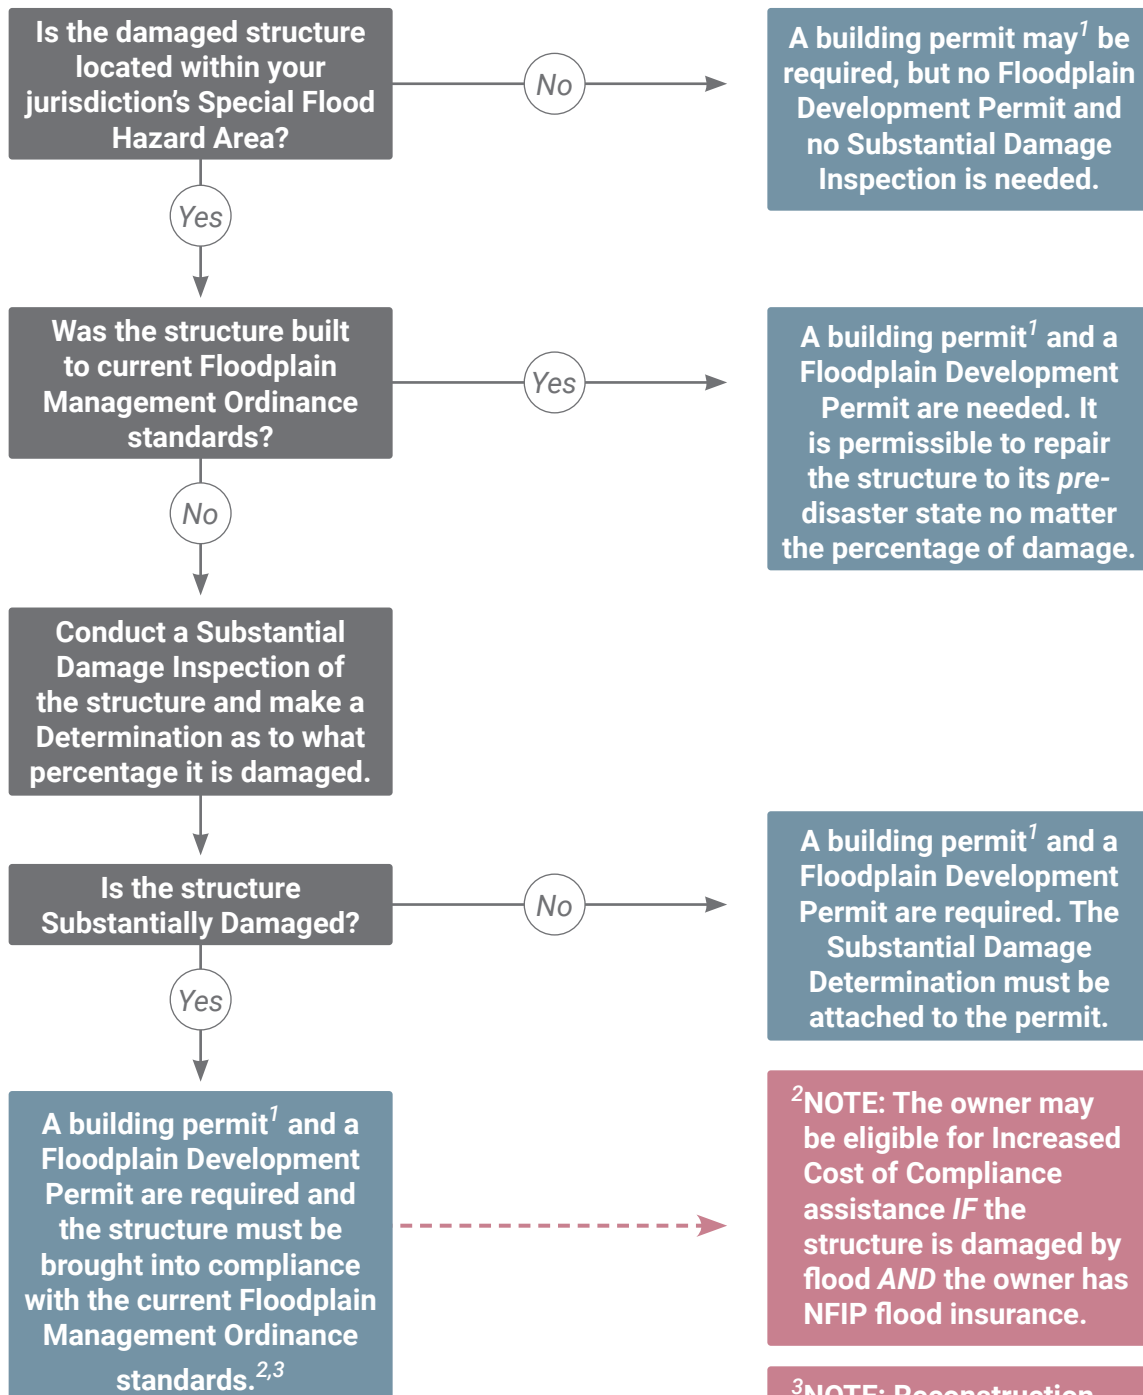 Is the damaged structure
located within your
jurisdiction's Special Flood
Hazard Area?
No
A building permit may¹ be
required, but no Floodplain
Development Permit and
no Substantial Damage
Inspection is needed.
Yes
Was the structure built
to current Floodplain
Management Ordinance
standards?
Yes
A building permit¹ and a
Floodplain Development
Permit are needed. It
is permissible to repair
the structure to its pre-
disaster state no matter
the percentage of damage.
No
Conduct a Substantial
Damage Inspection of
the structure and make a
Determination as to what
percentage it is damaged.
Is the structure
Substantially Damaged?
No
A building permit¹ and a
Floodplain Development
Permit are required. The
Substantial Damage
Determination must be
attached to the permit.
Yes
A building permit¹ and a
Floodplain Development
Permit are required and
the structure must be
brought into compliance
with the current Floodplain
Management Ordinance
standards.²,³
²NOTE: The owner may
be eligible for Increased
Cost of Compliance
assistance IF the
structure is damaged by
flood AND the owner has
NFIP flood insurance.
³NOTE: Reconstruction